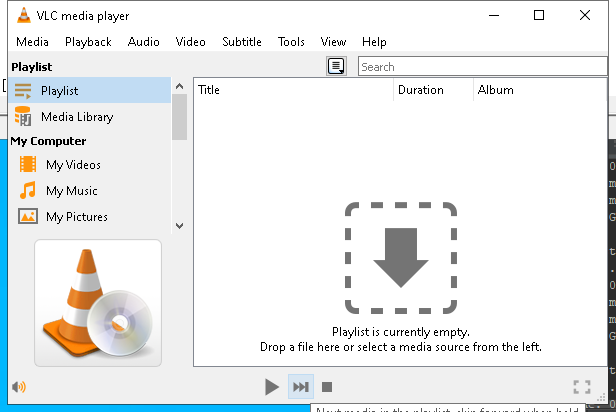 VLC media player
Media Playback Audio Video Subtitle Tools View Help
Playlist
Search
Playlist
Title Duration Album
Media Library
My Computer
My Videos
My Music
My Pictures
Playlist is currently empty.
Drop a file here or select a media source from the left.
Next media in the playlist, skip forward when held